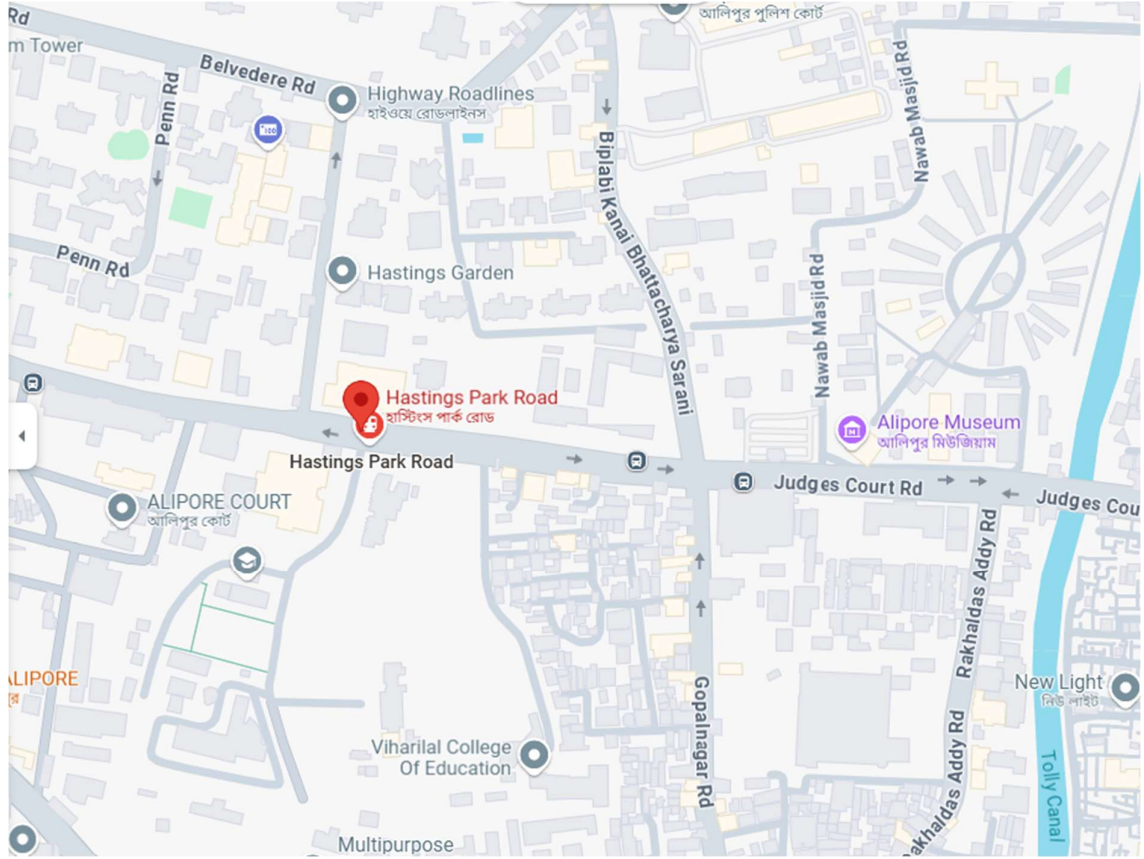 আলিপুর পুলিশ কোর্ট
Rd
m Tower
Belvedere Rd
Penn Rd
Highway Roadlines
হাইওয়ে রোডলাইনস
Nawab Masjid Rd
Biplabi Kanai Bhattacharya Sarani
Penn Rd
Hastings Garden
Nawab Masjid Rd
Hastings Park Road
হাস্টিংস পার্ক রোড
Hastings Park Road
Alipore Museum
আলিপুর মিউজিয়াম
Judges Court Rd
Judges Cou
ALIPORE COURT
আলিপুর কোর্ট
Rakhaldas Addy Rd
ALIPORE
New Light
নিউ লাইট
Gopalnagar Rd
Viharilal College
Of Education
Rakhaldas Addy Rd
Tolly Canal
akhaldas Addy Rd
Multipurpose